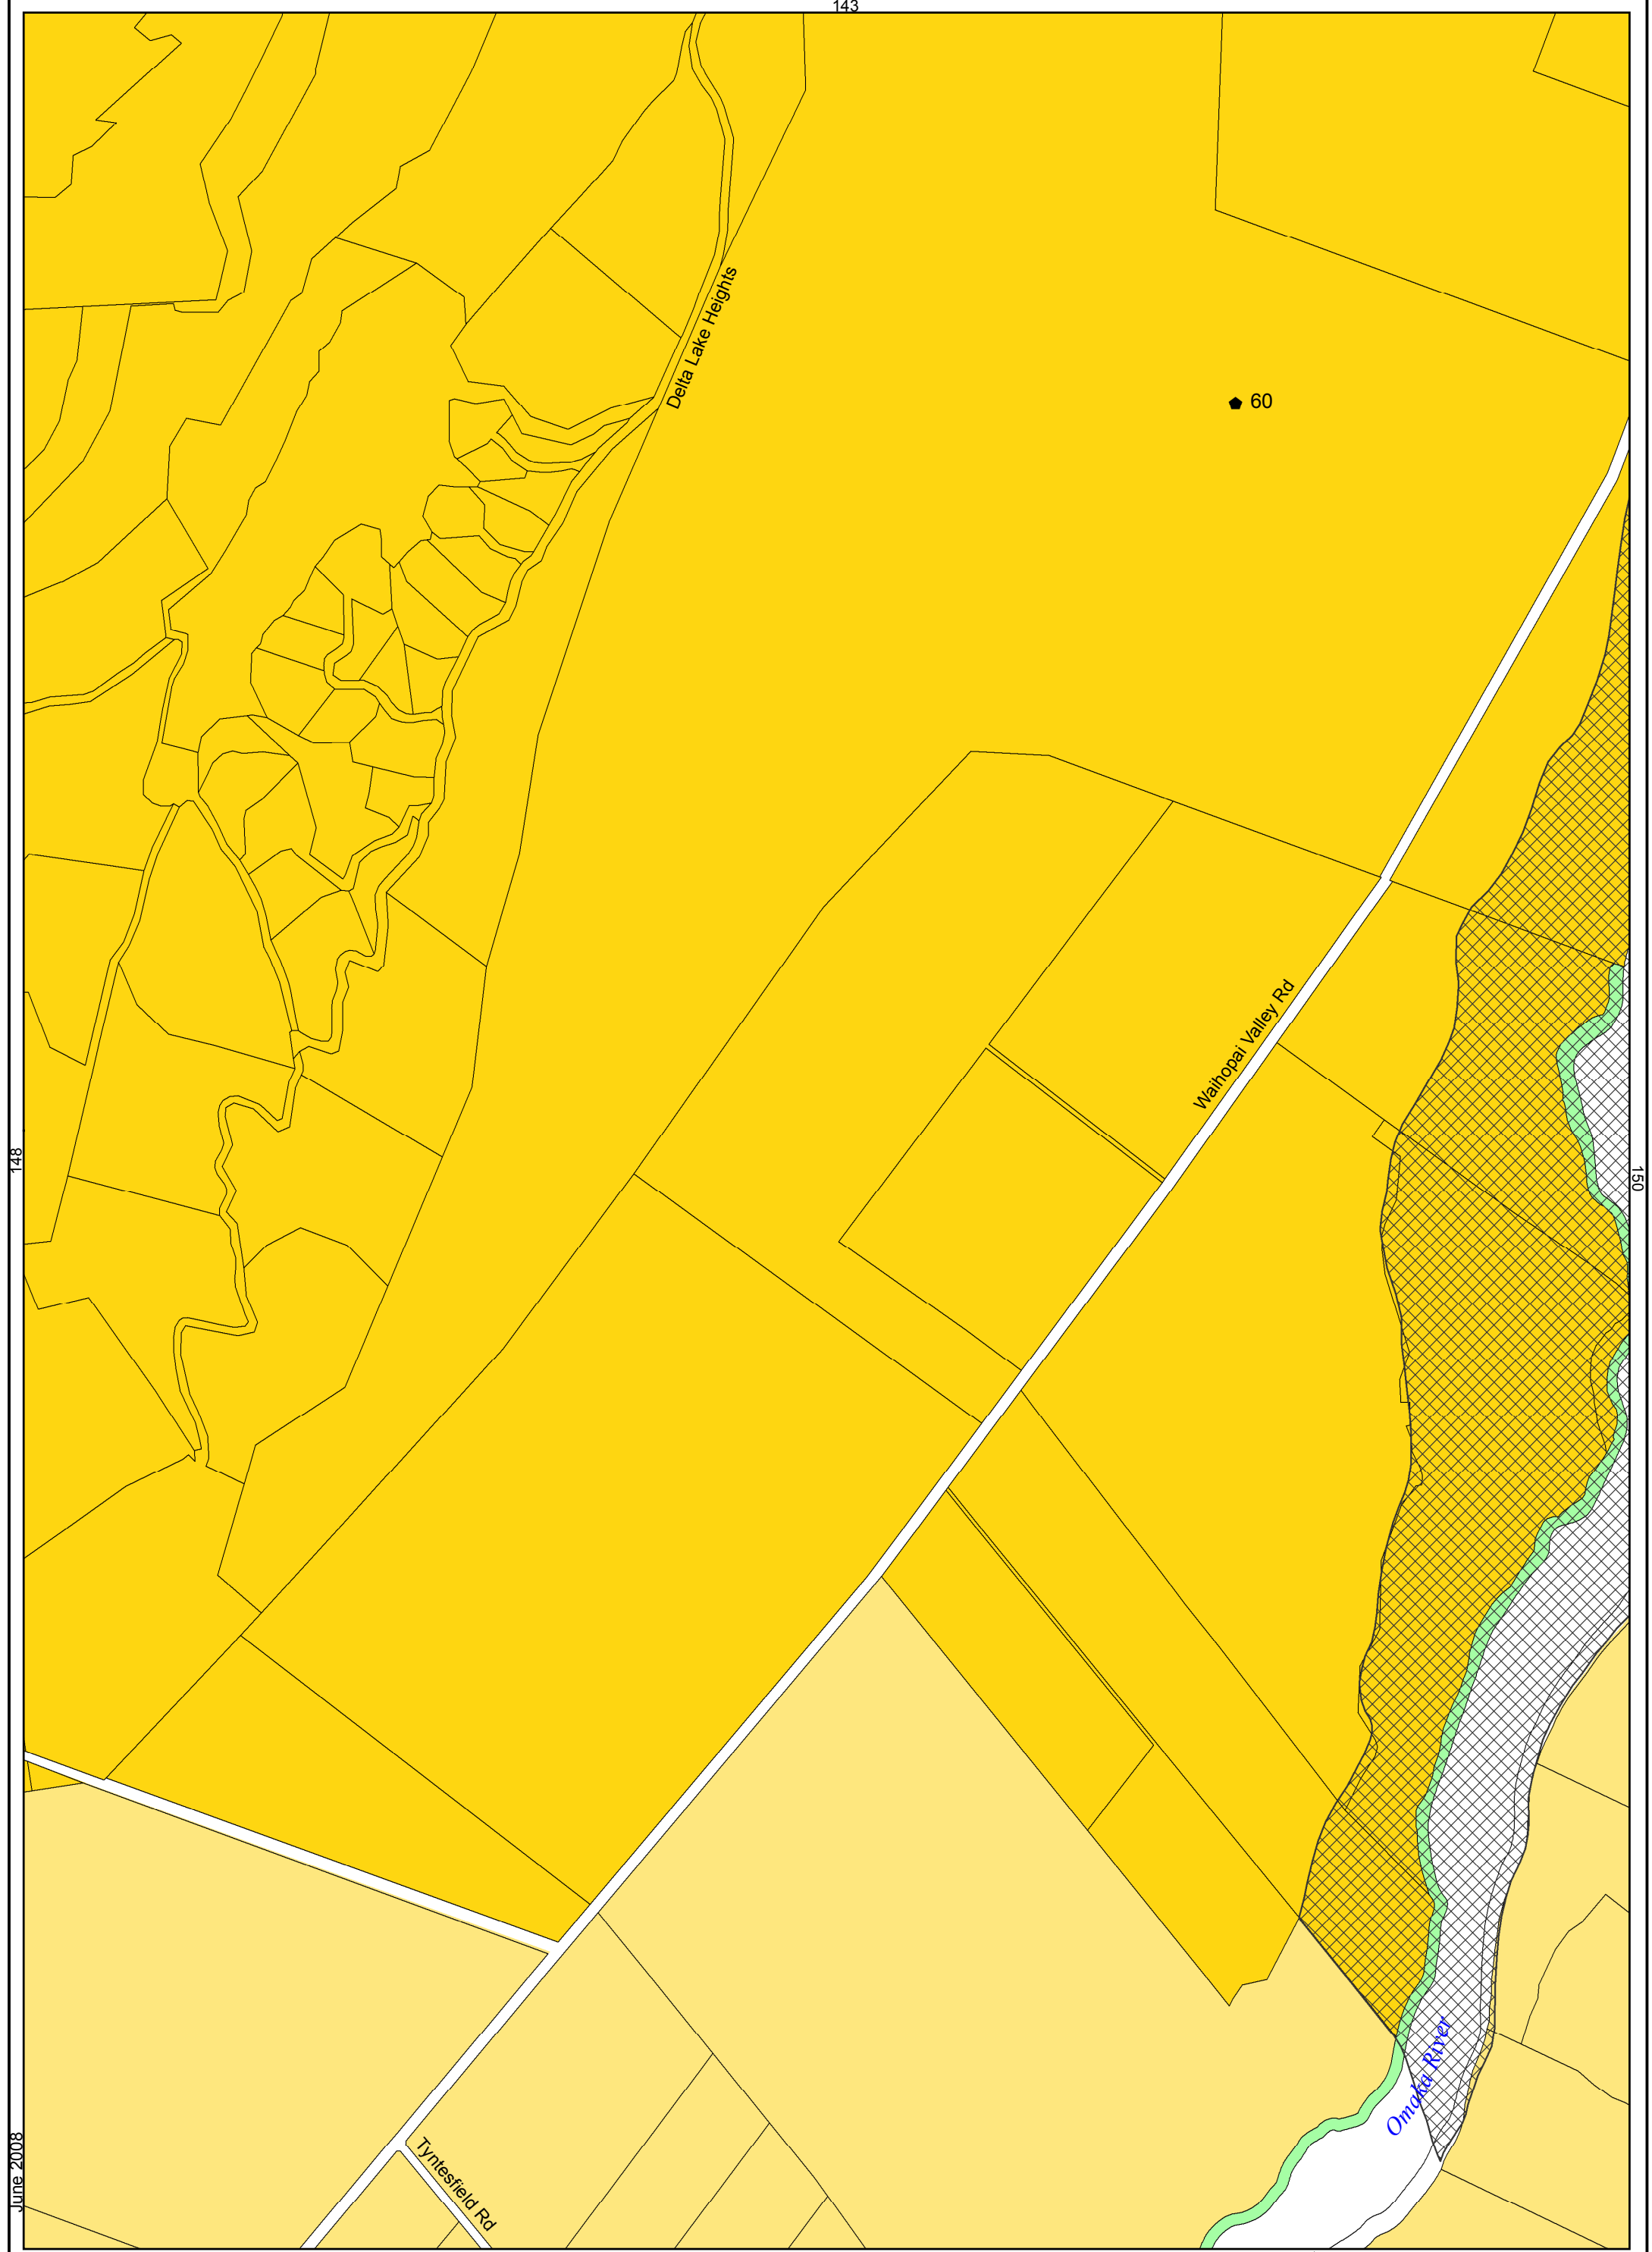 143
Delta Lake Heights
60
Waihopai Valley Rd
148
150
Omaka River
Tyntesfield Rd
June 2008